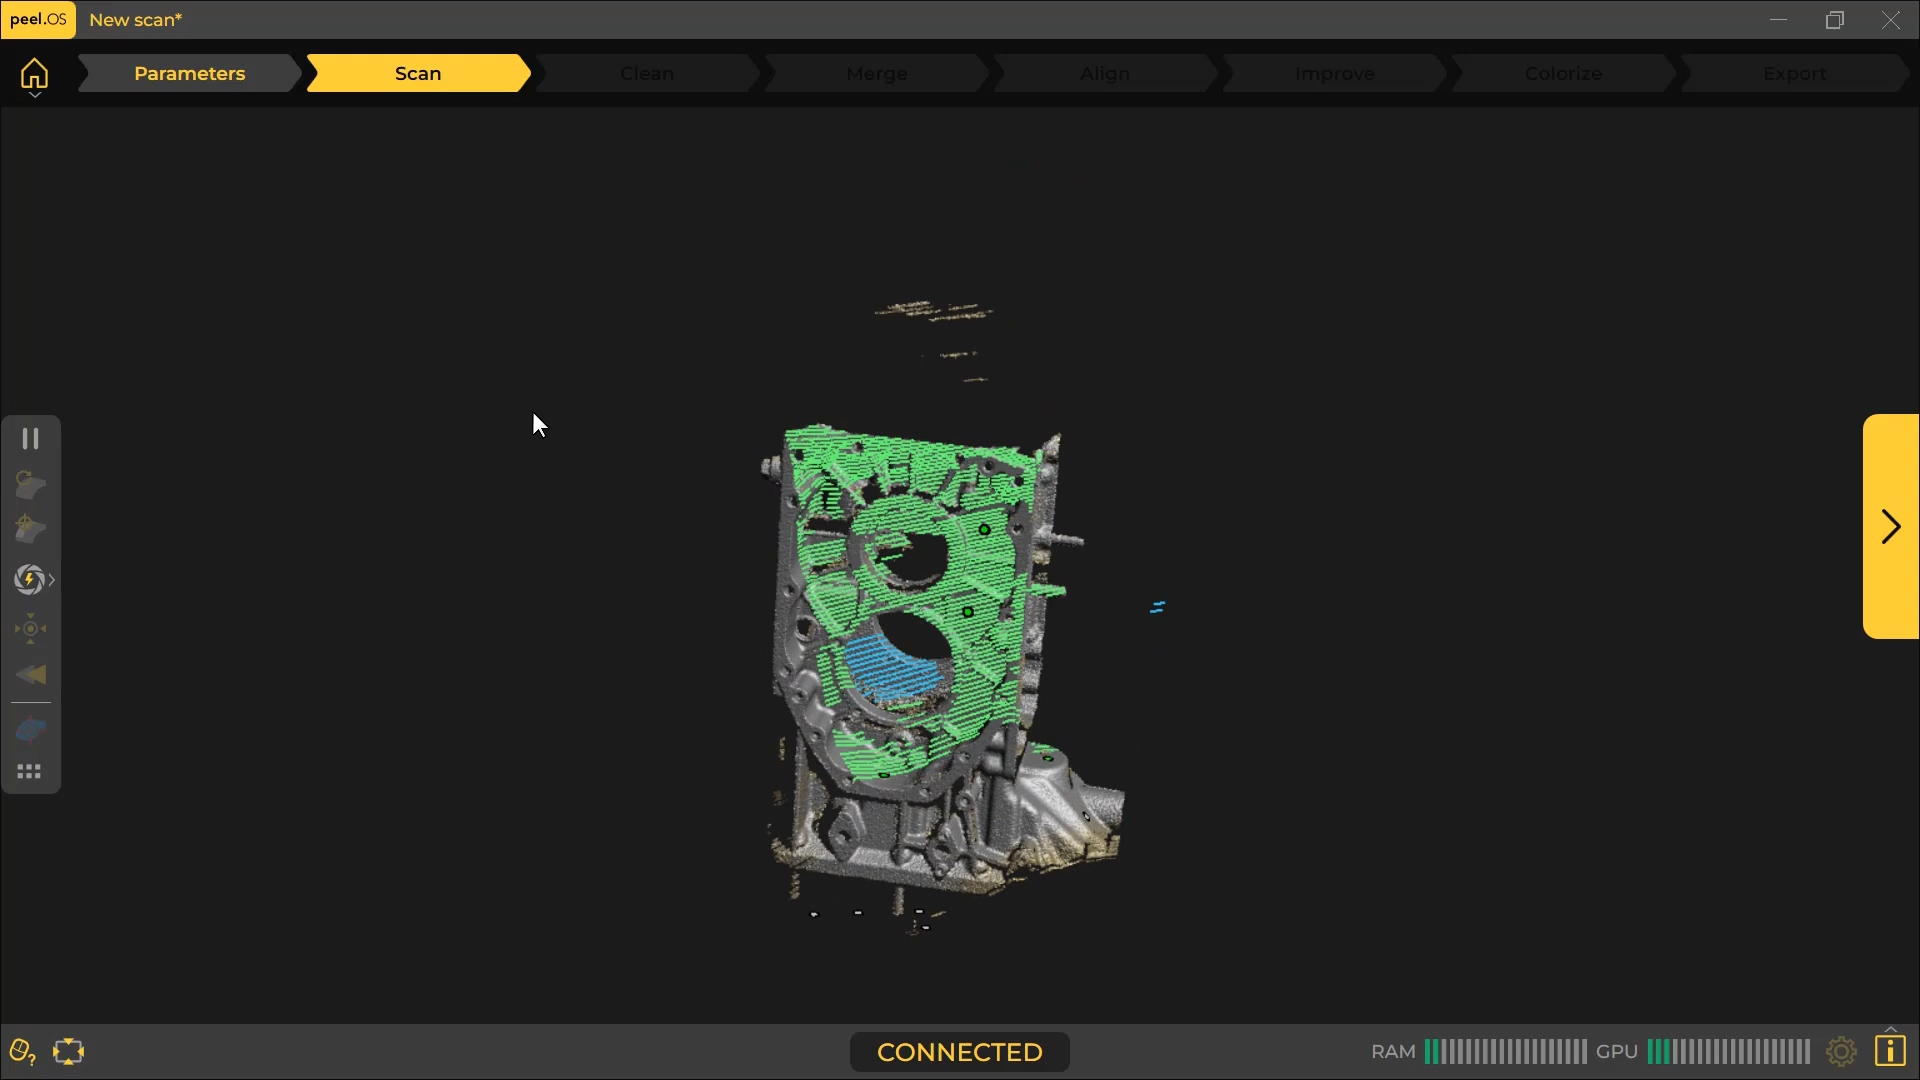 peel.OS New scan*
Parameters Scan Clean Merge Align Improve Colorize Export
CONNECTED RAM GPU